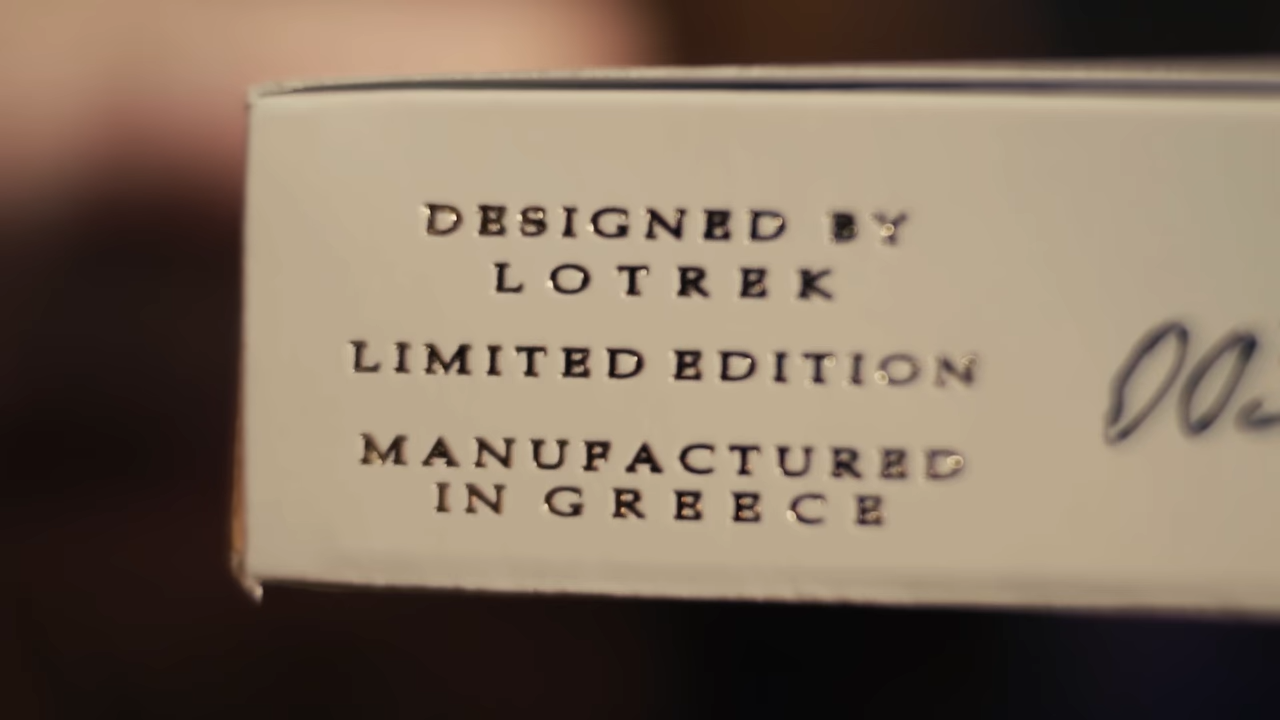 DESIGNED BY
LOTREK
LIMITED EDITION
MANUFACTURED
IN GREECE